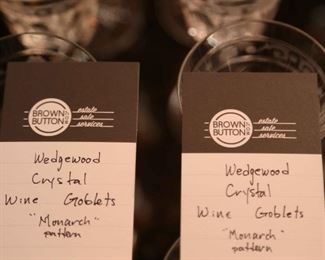 BROWN
BUTTON
estate
sale
services
Wedgewood
Crystal
Wine Goblets
"Monarch"
pattern
BROWN
BUTTON
estate
sale
services
Wedgewood
Crystal
Wine Goblets
"Monarch"
pattern